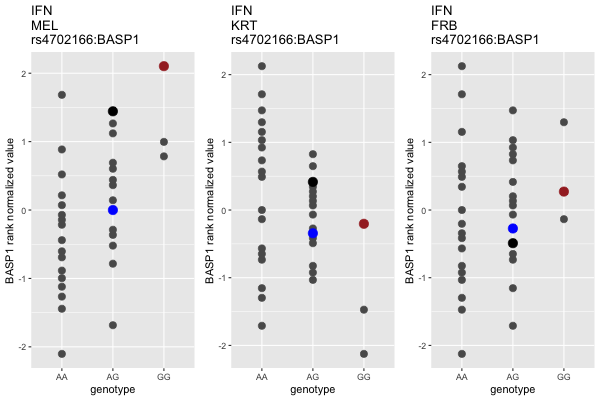 IFN
MEL
rs4702166:BASP1
BASP1 rank normalized value
2
1
0
-1
-2
AA
AG
GG
genotype
IFN
KRT
rs4702166:BASP1
BASP1 rank normalized value
2
1
0
-1
-2
AA
AG
GG
genotype
IFN
FRB
rs4702166:BASP1
BASP1 rank normalized value
2
1
0
-1
-2
AA
AG
GG
genotype